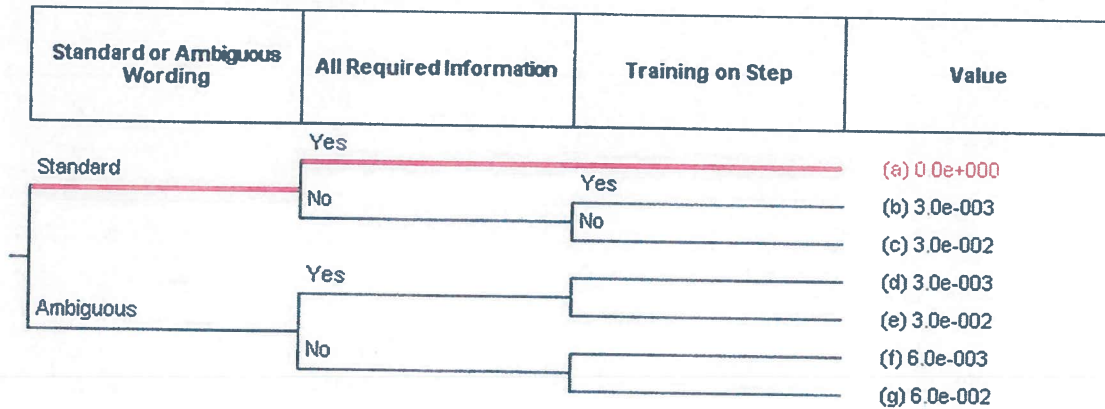 Standard or Ambiguous
Wording
All Required Information
Training on Step
Value
Yes
Standard
(a) 0.0e+000
Yes
No
(b) 3.0e-003
No
(c) 3.0e-002
Yes
(d) 3.0e-003
Ambiguous
(e) 3.0e-002
No
(f) 6.0e-003
(g) 6.0e-002